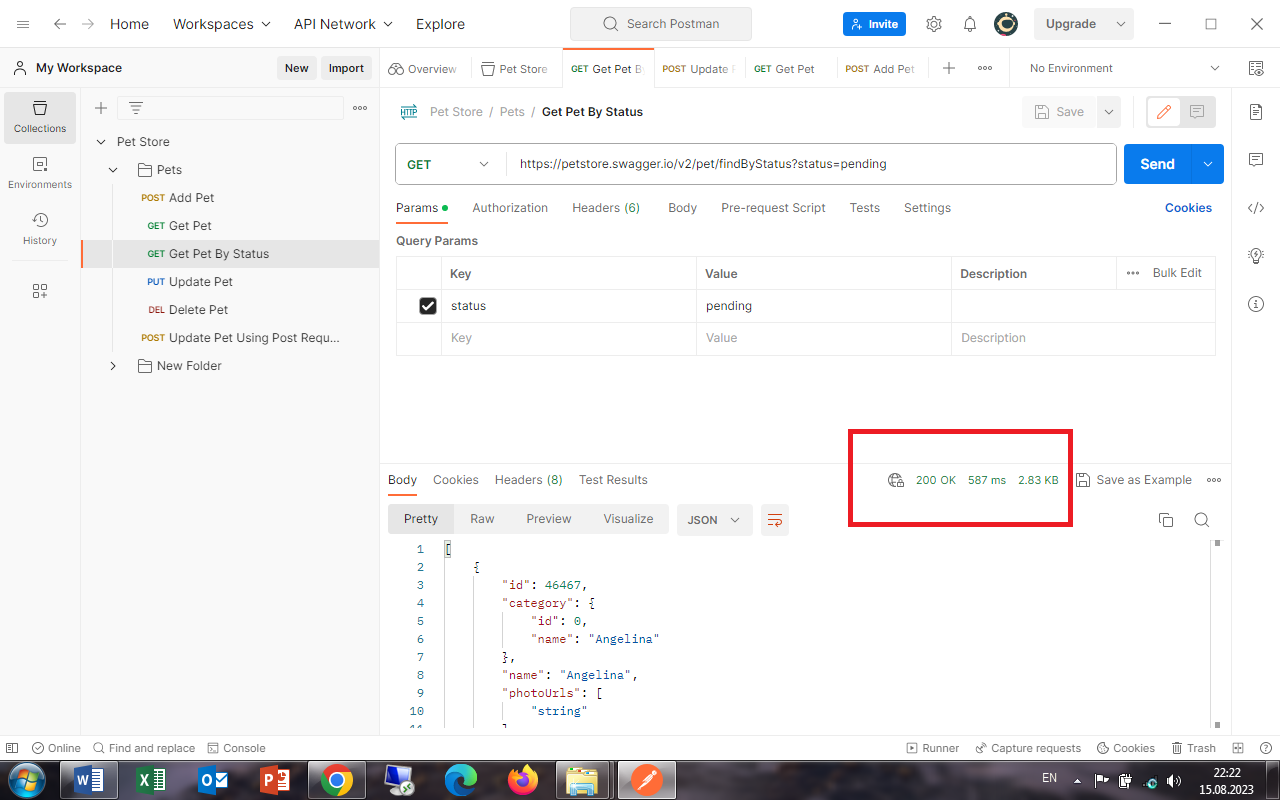 Home Workspaces API Network Explore Search Postman Invite Upgrade
My Workspace New Import Overview Pet Store Get Pet By Update P Get Pet Add Pet No Environment
Collections
Environments
History
Pet Store
Pets
POST Add Pet
GET Get Pet
GET Get Pet By Status
PUT Update Pet
DEL Delete Pet
POST Update Pet Using Post Requ...
New Folder
HTTP Pet Store / Pets / Get Pet By Status Save
GET https://petstore.swagger.io/v2/pet/findByStatus?status=pending Send
Params Authorization Headers (6) Body Pre-request Script Tests Settings Cookies
Query Params
Key Value Description Bulk Edit
status pending
Key Value Description
Body Cookies Headers (8) Test Results 200 OK 587 ms 2.83 KB Save as Example
Pretty Raw Preview Visualize JSON
1 [
2 {
3 "id": 46467,
4 "category": {
5 "id": 0,
6 "name": "Angelina"
7 },
8 "name": "Angelina",
9 "photoUrls": [
10 "string"
11 ]
Online Find and replace Console Runner Capture requests Cookies Trash
EN 22:22
15.08.2023